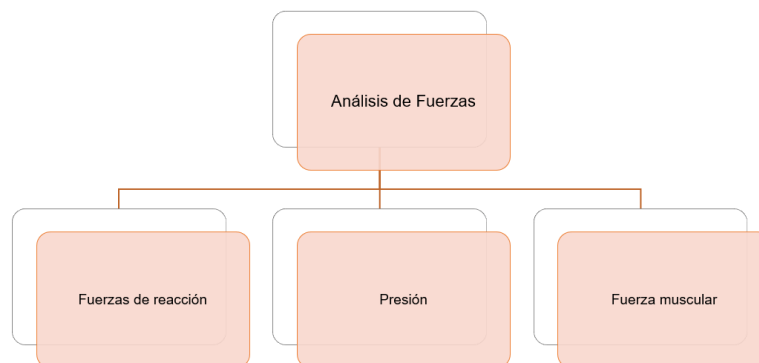 Análisis de Fuerzas
Fuerzas de reacción
Presión
Fuerza muscular